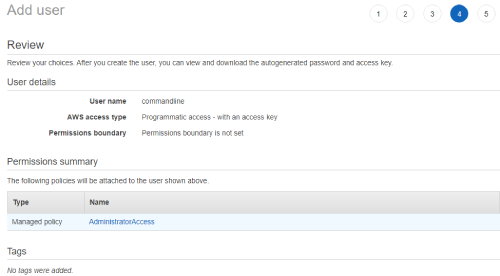 Add user
1 2 3 4 5
Review
Review your choices. After you create the user, you can view and download the autogenerated password and access key.
User details
User name commandline
AWS access type Programmatic access - with an access key
Permissions boundary Permissions boundary is not set
Permissions summary
The following policies will be attached to the user shown above.
Type Name
Managed policy AdministratorAccess
Tags
No tags were added.